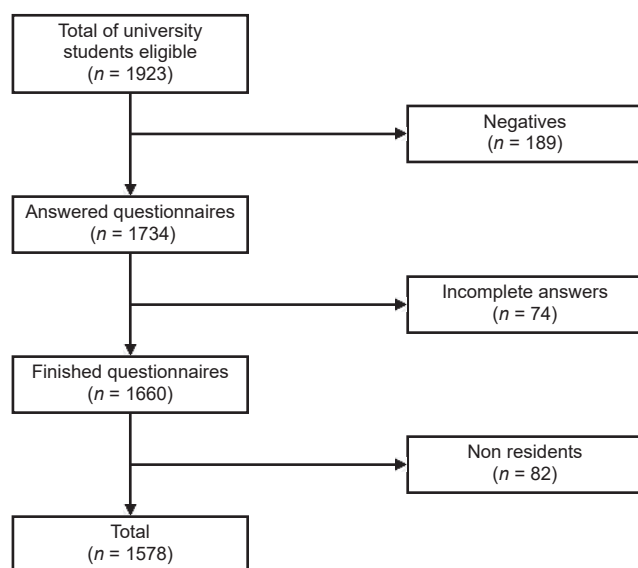 Total of university
students eligible
(n = 1923)
Negatives
(n = 189)
Answered questionnaires
(n = 1734)
Incomplete answers
(n = 74)
Finished questionnaires
(n = 1660)
Non residents
(n = 82)
Total
(n = 1578)